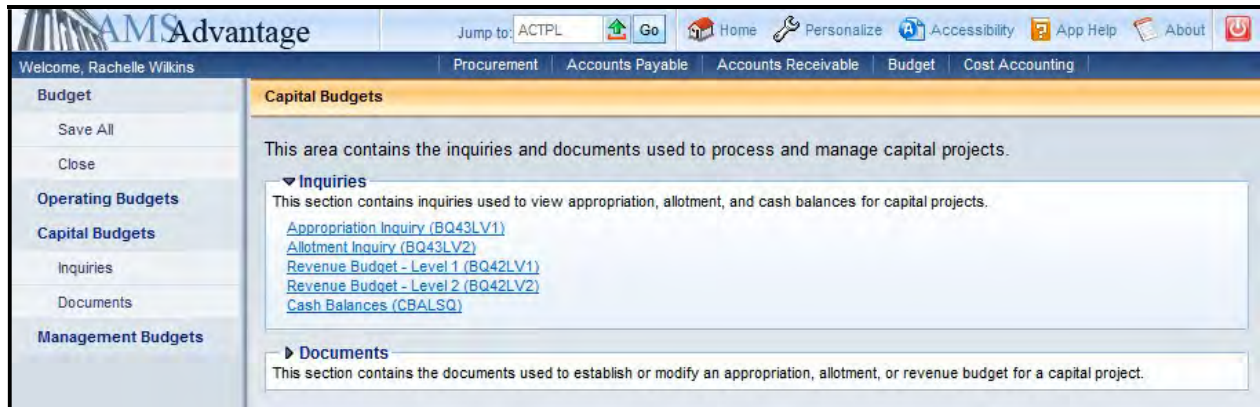 AMSAdvantage
Jump to: ACTPL Go Home Personalize Accessibility App Help About
Welcome, Rachelle Wilkins
Procurement Accounts Payable Accounts Receivable Budget Cost Accounting
Budget
Save All
Close
Operating Budgets
Capital Budgets
Inquiries
Documents
Management Budgets
Capital Budgets
This area contains the inquiries and documents used to process and manage capital projects.
Inquiries
This section contains inquiries used to view appropriation, allotment, and cash balances for capital projects.
Appropriation Inquiry (BQ43LV1)
Allotment Inquiry (BQ43LV2)
Revenue Budget - Level 1 (BQ42LV1)
Revenue Budget - Level 2 (BQ42LV2)
Cash Balances (CBALSQ)
Documents
This section contains the documents used to establish or modify an appropriation, allotment, or revenue budget for a capital project.